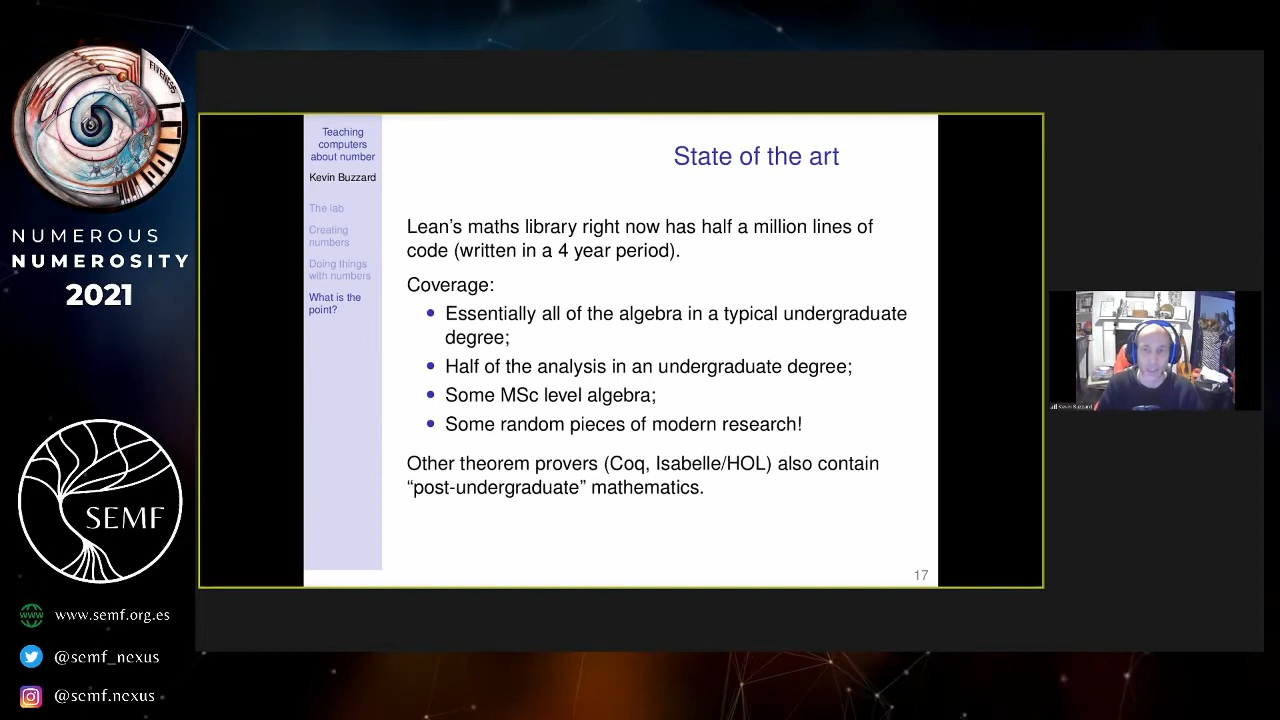 FIVENESS
NUMEROUS
NUMEROSITY
2021
SEMF
www
www.semf.org.es
@semf_nexus
@semf.nexus
Teaching
computers
about number
Kevin Buzzard
The lab
Creating
numbers
Doing things
with numbers
What is the
point?
State of the art
Lean’s maths library right now has half a million lines of
code (written in a 4 year period).
Coverage:
• Essentially all of the algebra in a typical undergraduate
degree;
• Half of the analysis in an undergraduate degree;
• Some MSc level algebra;
• Some random pieces of modern research!
Other theorem provers (Coq, Isabelle/HOL) also contain
“post-undergraduate” mathematics.
17
Kevin Buzzard